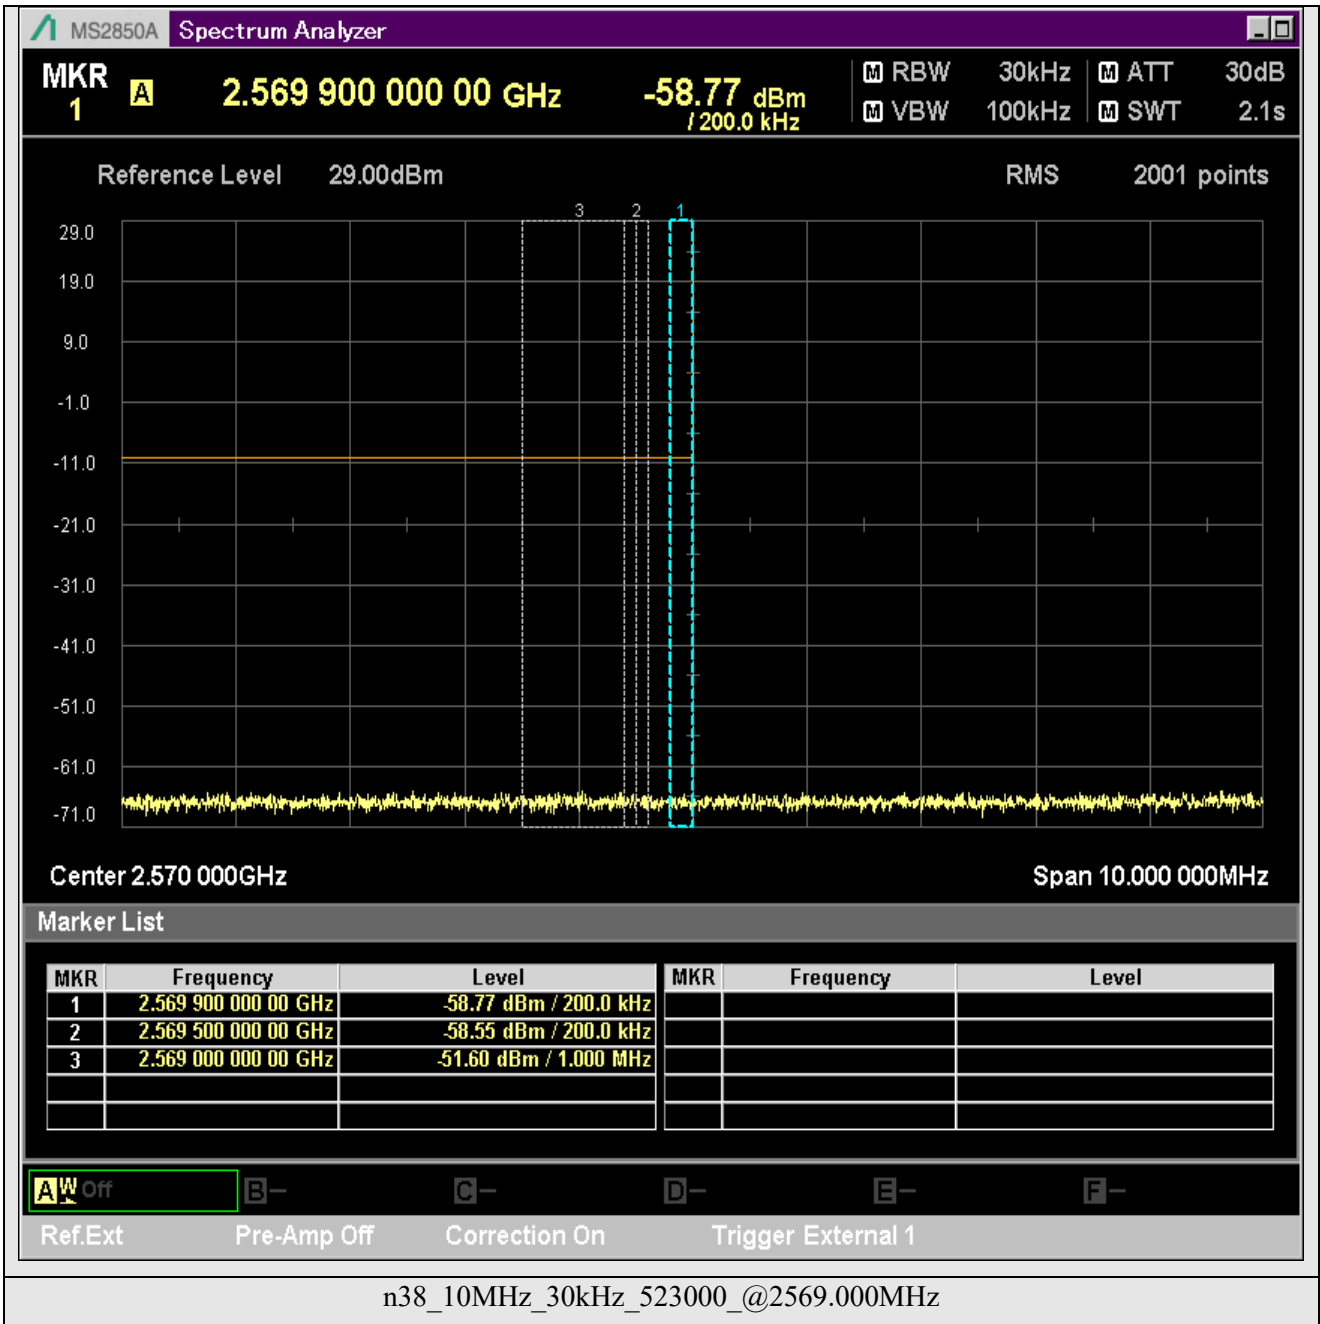 MS2850A Spectrum Analyzer
MKR 1 A 2.569 900 000 00 GHz -58.77 dBm / 200.0 kHz
M RBW 30kHz M ATT 30dB
M VBW 100kHz M SWT 2.1s
Reference Level 29.00dBm RMS 2001 points
3 2 1
29.0
19.0
9.0
-1.0
-11.0
-21.0
-31.0
-41.0
-51.0
-61.0
-71.0
Center 2.570 000GHz Span 10.000 000MHz
Marker List
MKR Frequency Level MKR Frequency Level
1 2.569 900 000 00 GHz -58.77 dBm / 200.0 kHz
2 2.569 500 000 00 GHz -58.55 dBm / 200.0 kHz
3 2.569 000 000 00 GHz -51.60 dBm / 1.000 MHz
A W Off B- C- D- E- F-
Ref.Ext Pre-Amp Off Correction On Trigger External 1
n38_10MHz_30kHz_523000_@2569.000MHz